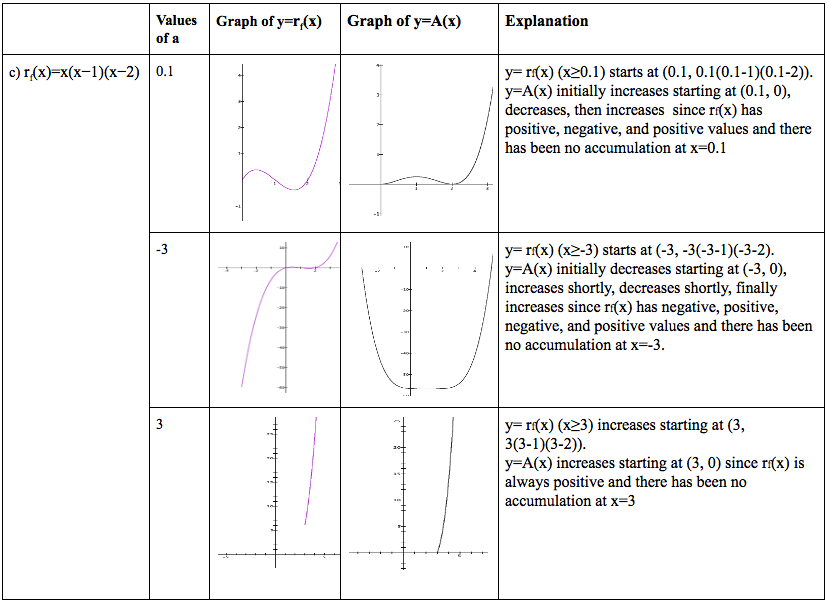 Values of a
Graph of y=rf(x)
Graph of y=A(x)
Explanation
c) rf(x)=x(x−1)(x−2)
0.1
y= rf(x) (x≥0.1) starts at (0.1, 0.1(0.1-1)(0.1-2)).
y=A(x) initially increases starting at (0.1, 0),
decreases, then increases since rf(x) has
positive, negative, and positive values and there
has been no accumulation at x=0.1
-3
y= rf(x) (x≥-3) starts at (-3, -3(-3-1)(-3-2).
y=A(x) initially decreases starting at (-3, 0),
increases shortly, decreases shortly, finally
increases since rf(x) has negative, positive,
negative, and positive values and there has been
no accumulation at x=-3.
3
y= rf(x) (x≥3) increases starting at (3,
3(3-1)(3-2)).
y=A(x) increases starting at (3, 0) since rf(x) is
always positive and there has been no
accumulation at x=3